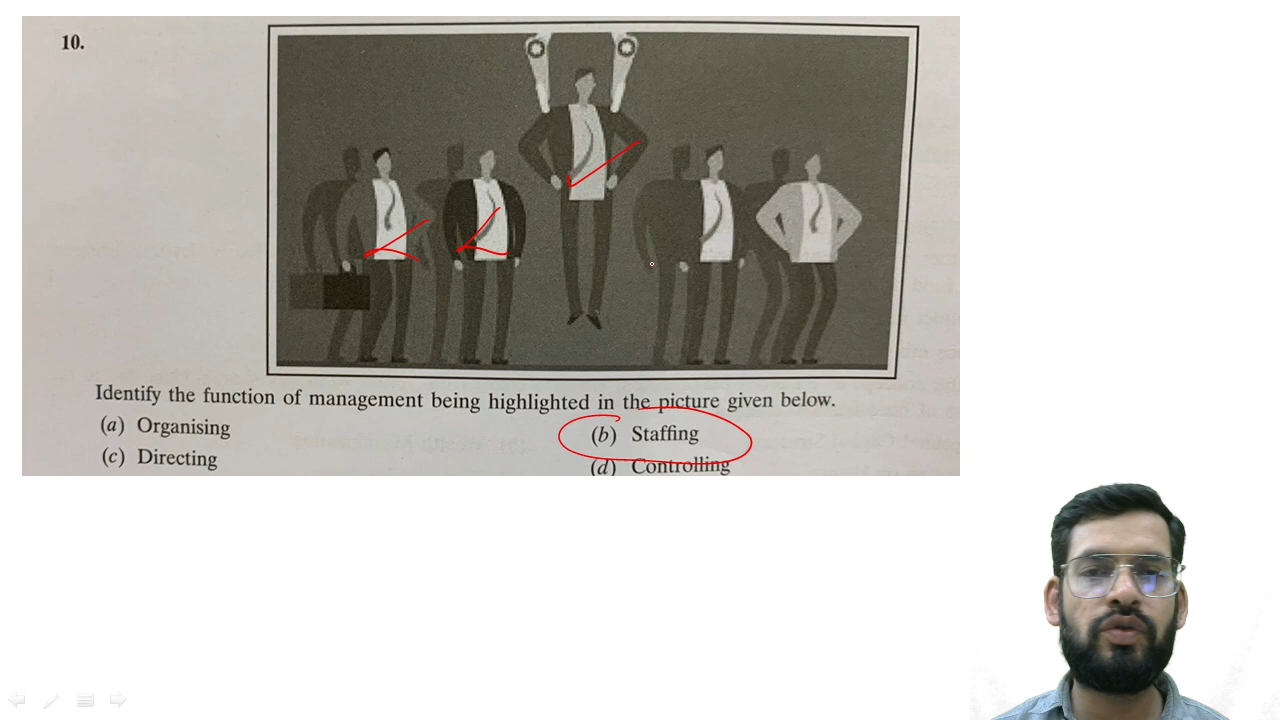 10.
Identify the function of management being highlighted in the picture given below.
(a) Organising
(b) Staffing
(c) Directing
(d) Controlling